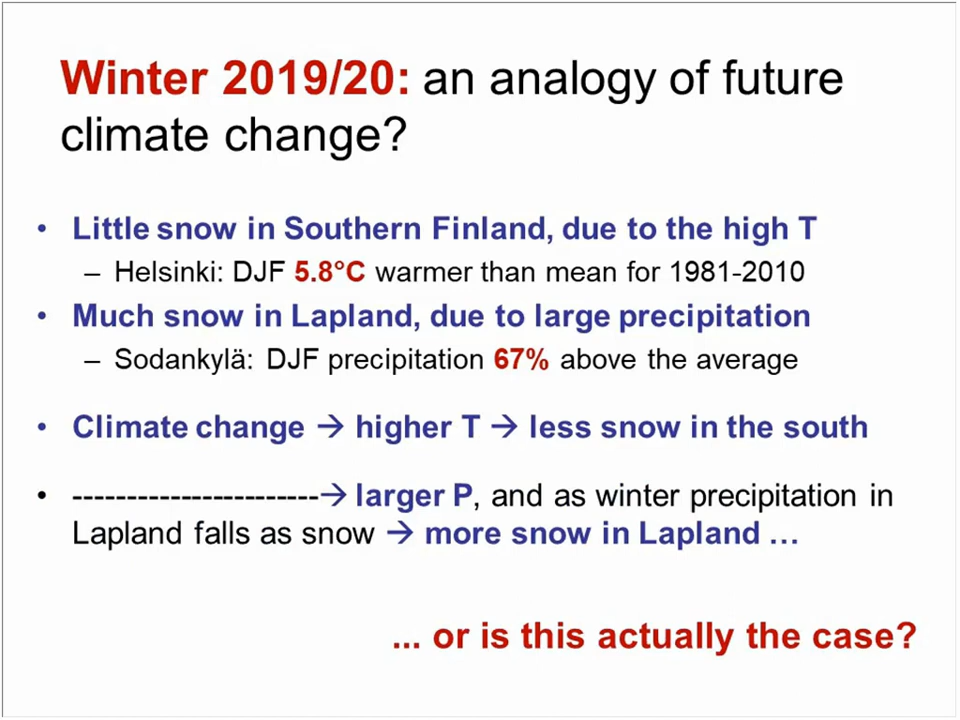 Winter 2019/20: an analogy of future
climate change?
• Little snow in Southern Finland, due to the high T
– Helsinki: DJF 5.8°C warmer than mean for 1981-2010
• Much snow in Lapland, due to large precipitation
– Sodankylä: DJF precipitation 67% above the average
• Climate change → higher T → less snow in the south
• -----------------------→ larger P, and as winter precipitation in
Lapland falls as snow → more snow in Lapland …
... or is this actually the case?